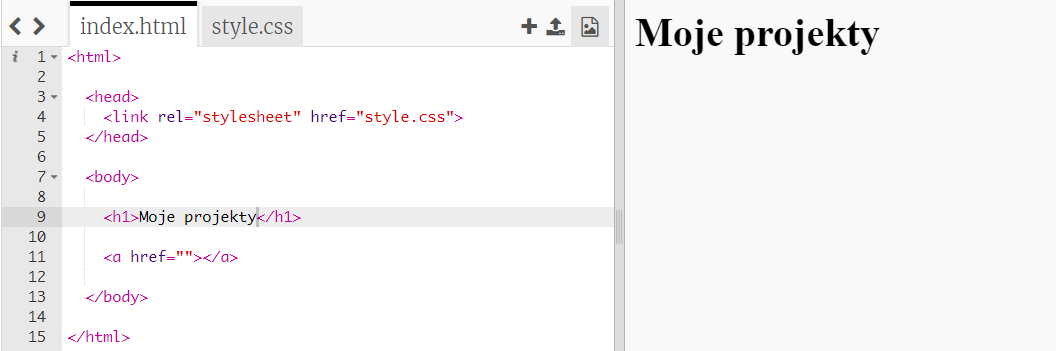 index.html style.css
i 1 <html>
2
3 <head>
4 <link rel="stylesheet" href="style.css">
5 </head>
6
7 <body>
8
9 <h1>Moje projekty</h1>
10
11 <a href=""></a>
12
13 </body>
14
15 </html>
Moje projekty